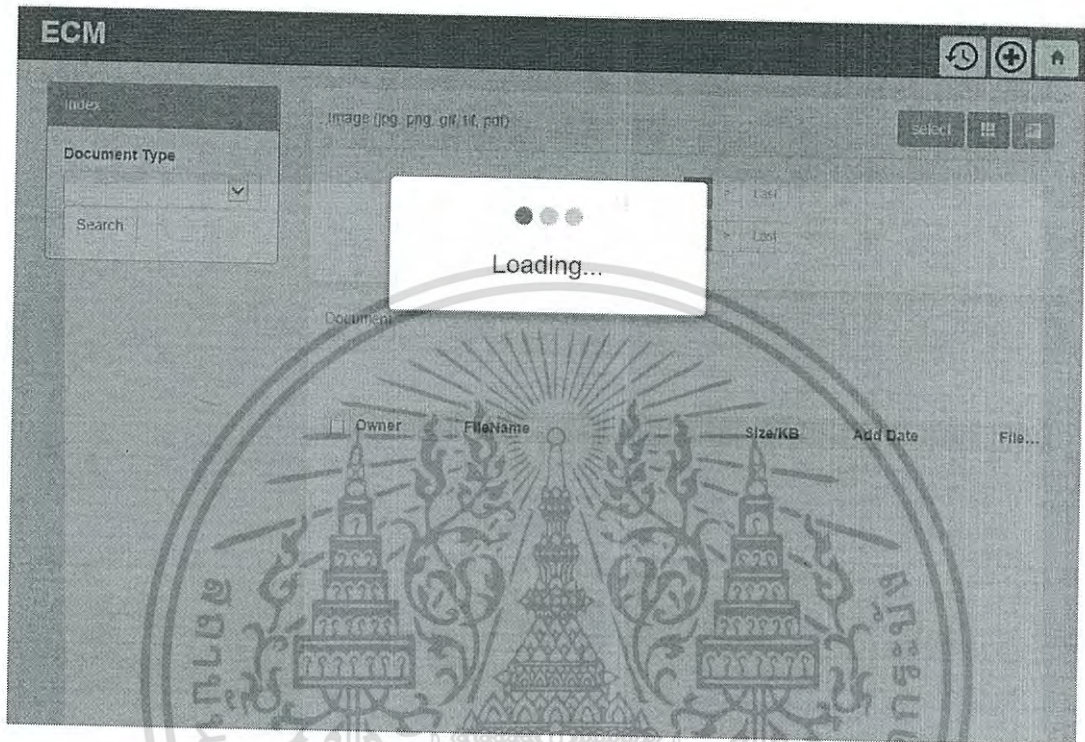 ECM
Index
Image (jpg, png, gif, tif, pdf)
Select
Document Type
> Last
Search
> Last
Loading...
Document
Owner FileName Size/KB Add Date File...